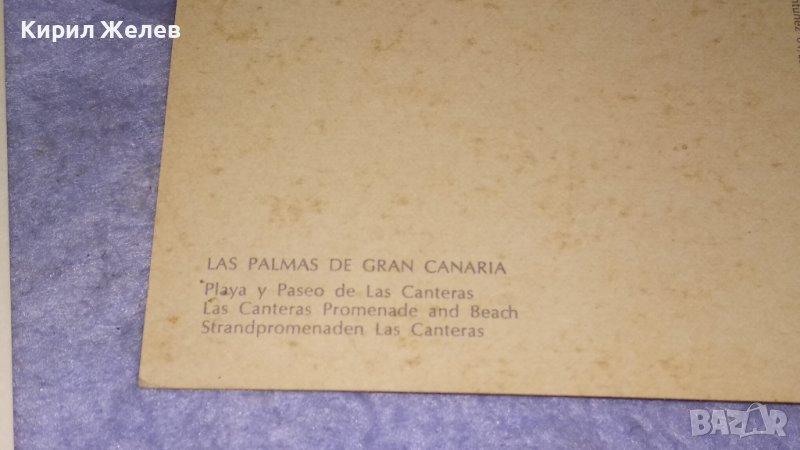 Кирил Желев
LAS PALMAS DE GRAN CANARIA
Playa y Paseo de Las Canteras
Las Canteras Promenade and Beach
Strandpromenaden Las Canteras
BAZAR